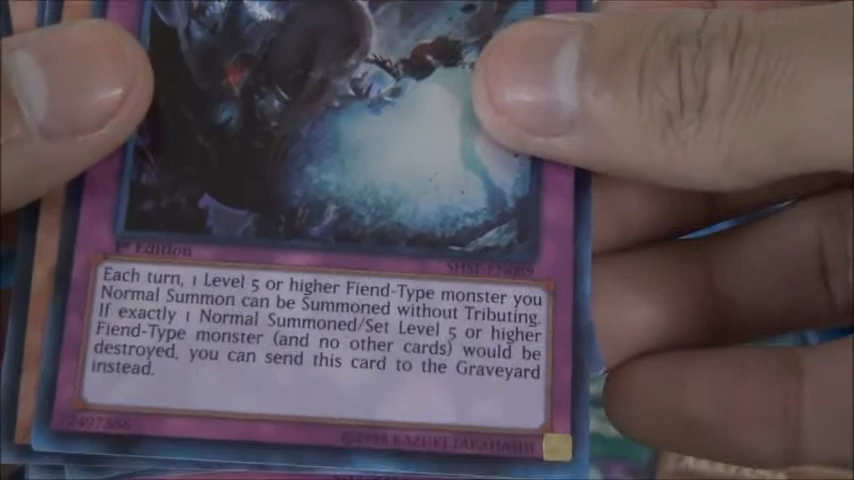 1st Edition
Each turn, 1 Level 5 or higher Fiend-Type monster you
Normal Summon can be Summoned without Tributing.
If exactly 1 Normal Summoned/Set Level 5 or higher
Fiend-Type monster (and no other cards) would be
destroyed, you can send this card to the Graveyard
instead.
©1996 KAZUKI TAKAHASHI